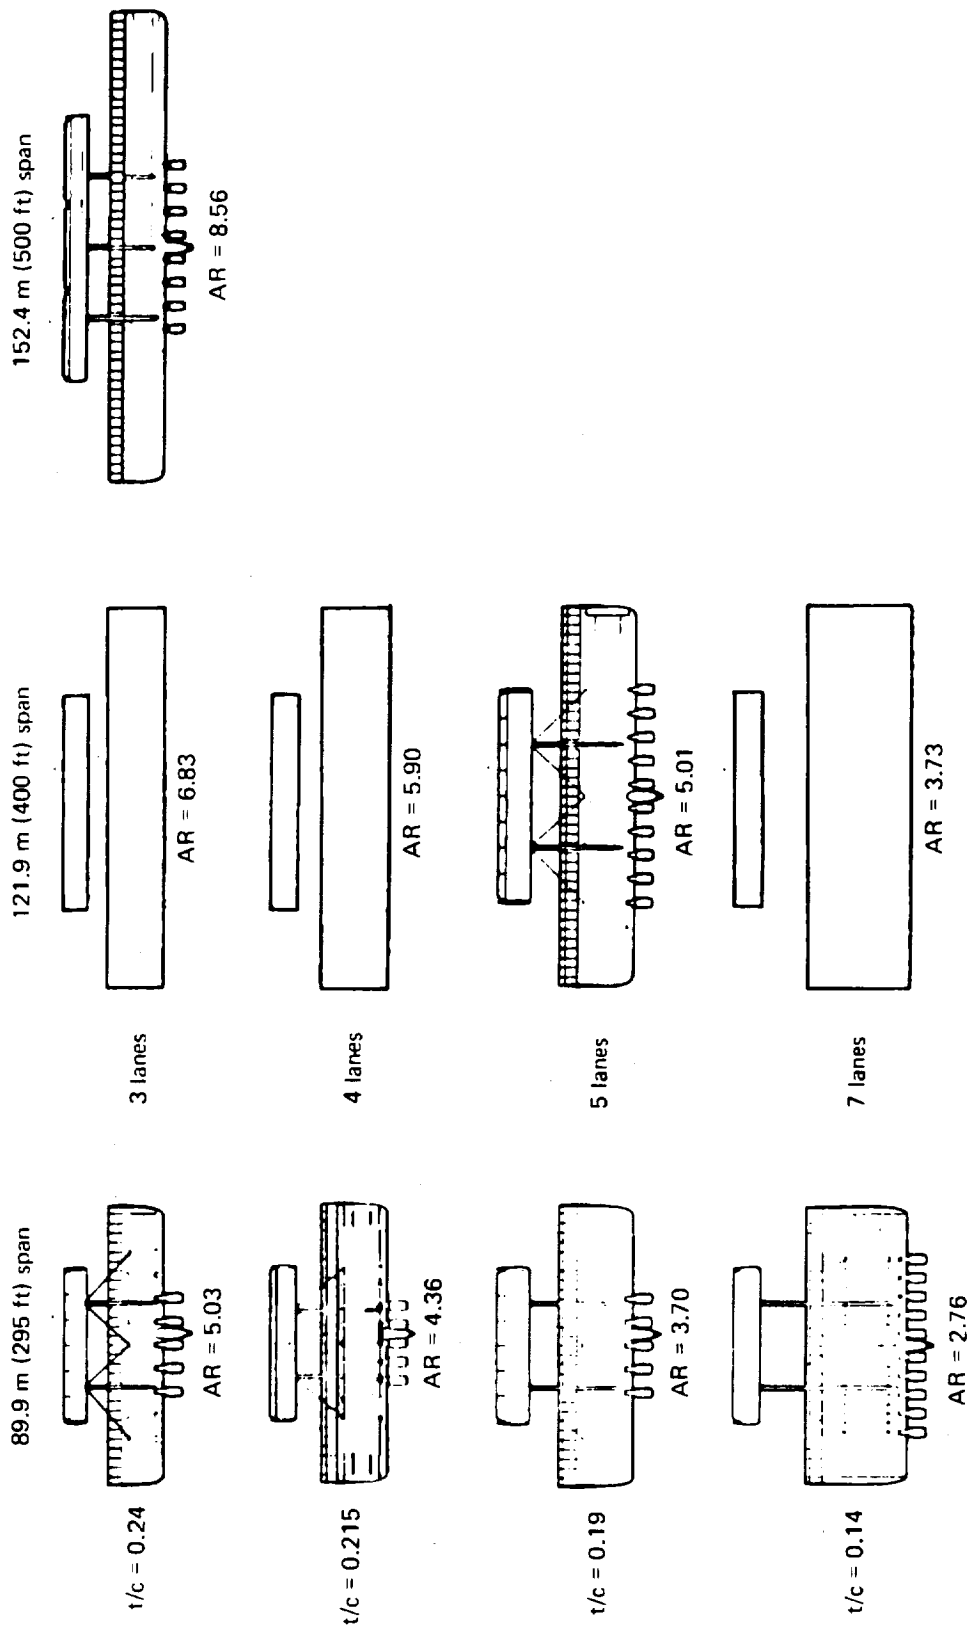 89.9 m (295 ft) span
121.9 m (400 ft) span
152.4 m (500 ft) span
t/c = 0.24
AR = 5.03
3 lanes
AR = 6.83
AR = 8.56
t/c = 0.215
AR = 4.36
4 lanes
AR = 5.90
t/c = 0.19
AR = 3.70
5 lanes
AR = 5.01
t/c = 0.14
AR = 2.76
7 lanes
AR = 3.73